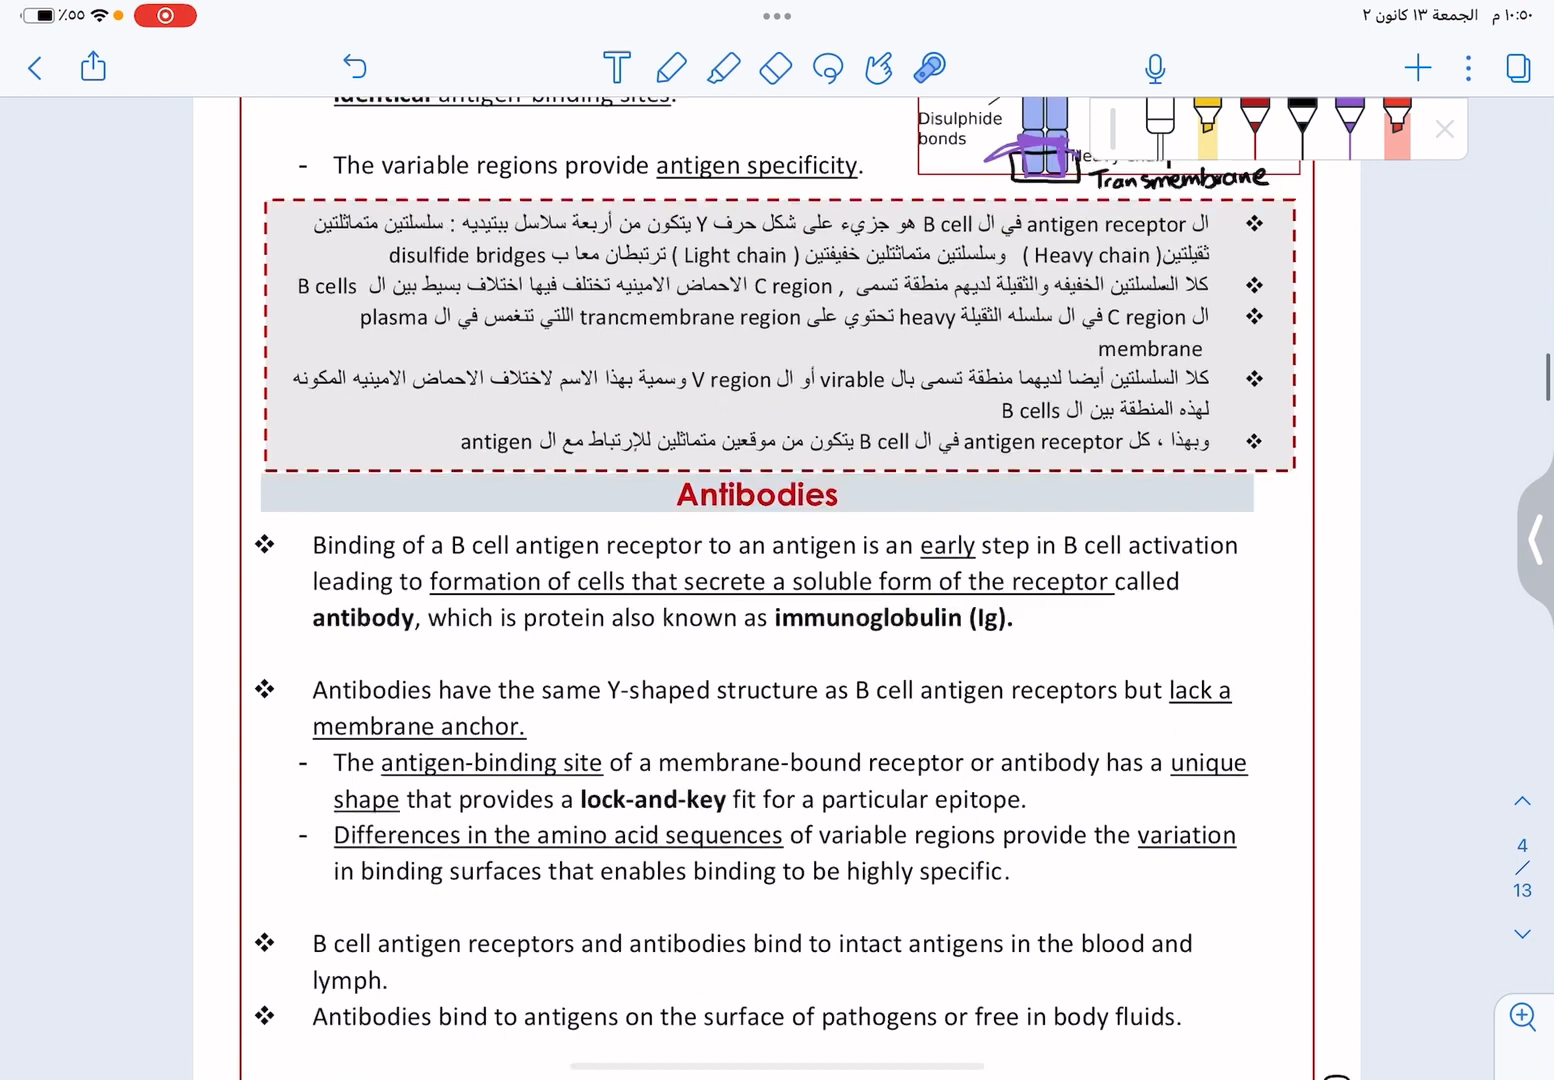 ١٠:٥٠ م الجمعة ١٣ كانون ٢
٪٥٥
identical antigen-binding sites.
Disulphide
bonds
- The variable regions provide antigen specificity.
Transmembrane
❖ ال antigen receptor في ال B cell هو جزيء على شكل حرف Y يتكون من أربعة سلاسل ببتيديه : سلسلتين متماثلتين
ثقيلتين( Heavy chain ) وسلسلتين متماثتلين خفيفتين ( Light chain ) ترتبطان معا ب disulfide bridges
❖ كلا السلسلتين الخفيفه والثقيلة لديهم منطقة تسمى , C region الاحماض الامينيه تختلف فيها اختلاف بسيط بين ال B cells
❖ ال C region في ال سلسله الثقيلة heavy تحتوي على trancmembrane region اللتي تنغمس في ال plasma
membrane
❖ كلا السلسلتين أيضا لديهما منطقة تسمى بال virable أو ال V region وسمية بهذا الاسم لاختلاف الاحماض الامينيه المكونه
لهذه المنطقة بين ال B cells
❖ وبهذا ، كل antigen receptor في ال B cell يتكون من موقعين متماثلين للإرتباط مع ال antigen
Antibodies
❖ Binding of a B cell antigen receptor to an antigen is an early step in B cell activation
leading to formation of cells that secrete a soluble form of the receptor called
antibody, which is protein also known as immunoglobulin (Ig).
❖ Antibodies have the same Y-shaped structure as B cell antigen receptors but lack a
membrane anchor.
- The antigen-binding site of a membrane-bound receptor or antibody has a unique
shape that provides a lock-and-key fit for a particular epitope.
- Differences in the amino acid sequences of variable regions provide the variation
in binding surfaces that enables binding to be highly specific.
❖ B cell antigen receptors and antibodies bind to intact antigens in the blood and
lymph.
❖ Antibodies bind to antigens on the surface of pathogens or free in body fluids.
4
/
13